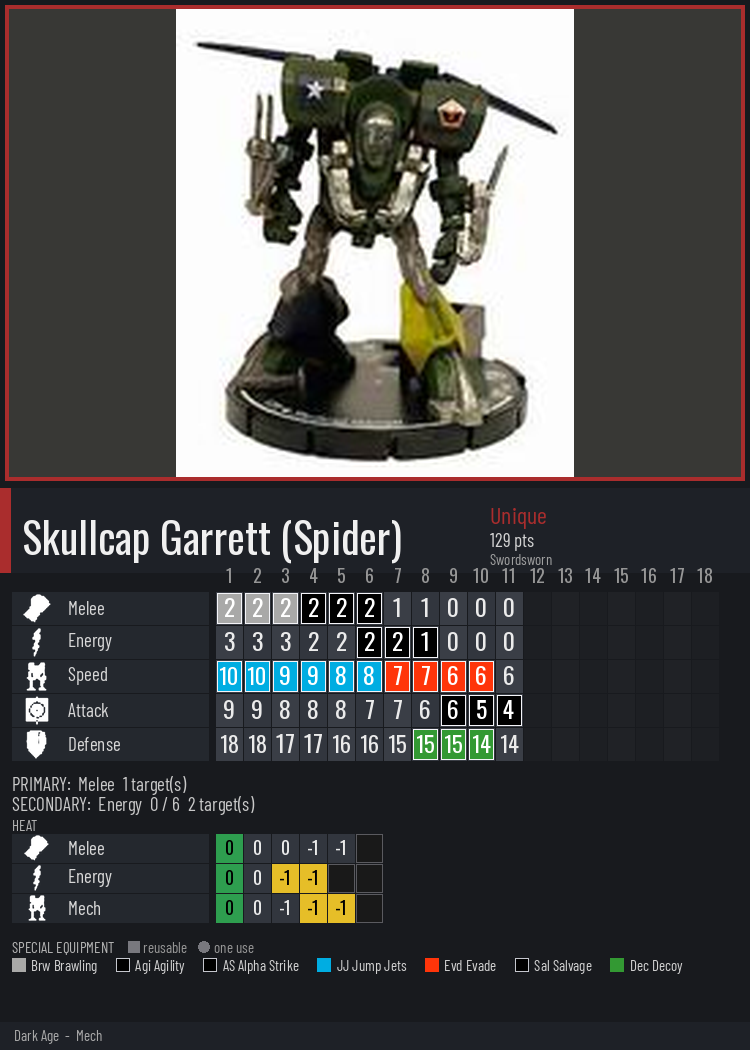 Skullcap Garrett (Spider)
Unique
129 pts
Swordsworn
1 2 3 4 5 6 7 8 9 10 11 12 13 14 15 16 17 18
Melee 2 2 2 2 2 2 1 1 0 0 0
Energy 3 3 3 2 2 2 2 1 0 0 0
Speed 10 10 9 9 8 8 7 7 6 6 6
Attack 9 9 8 8 8 7 7 6 6 5 4
Defense 18 18 17 17 16 16 15 15 15 14 14
PRIMARY: Melee 1 target(s)
SECONDARY: Energy 0 / 6 2 target(s)
HEAT
Melee 0 0 0 -1 -1
Energy 0 0 -1 -1
Mech 0 0 -1 -1 -1
SPECIAL EQUIPMENT reusable one use
Brw Brawling Agi Agility AS Alpha Strike JJ Jump Jets Evd Evade Sal Salvage Dec Decoy
Dark Age - Mech